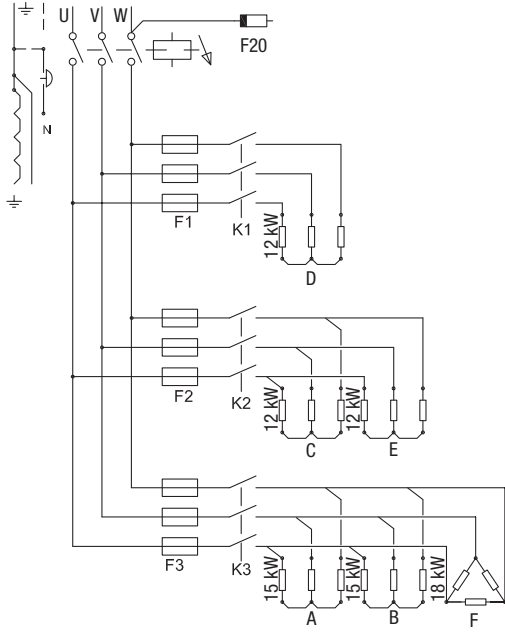 U V W
F20
N
F1 K1
12 kW
D
F2 K2
12 kW 12 kW
C E
F3 K3
15 kW 15 kW 18 kW
A B F